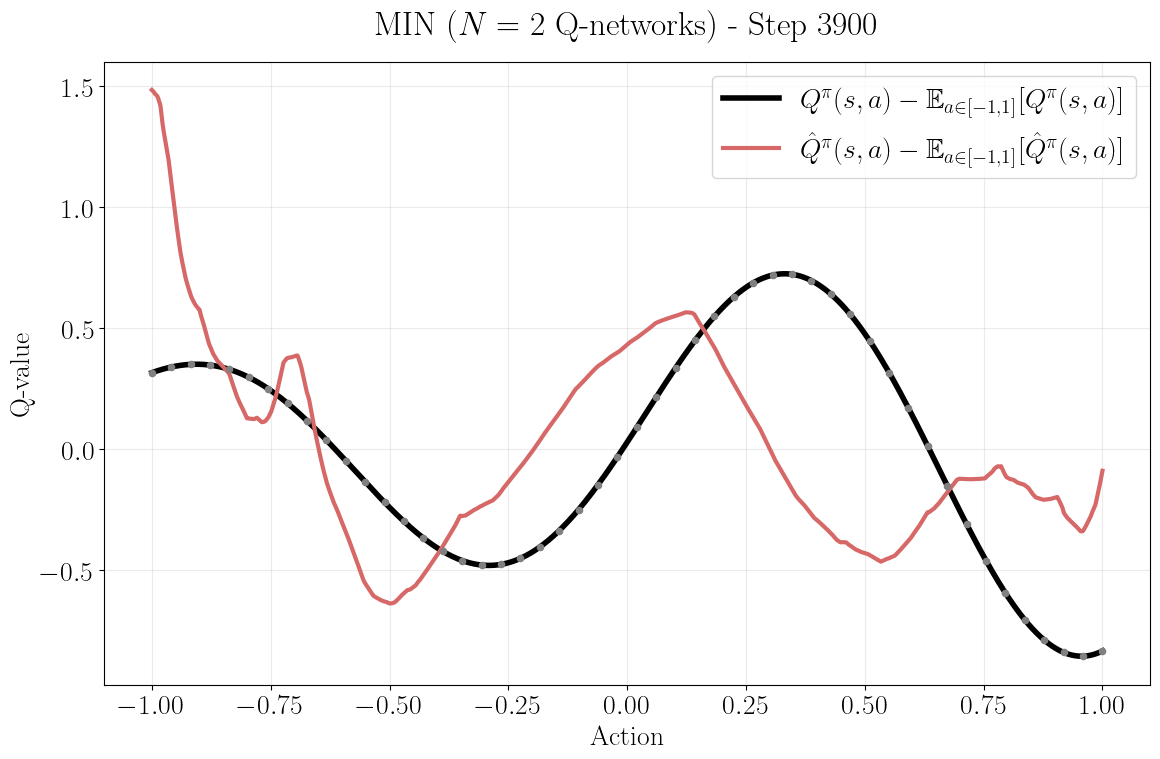 MIN (N = 2 Q-networks) - Step 3900
Q^π(s, a) − 𝔼_{a∈[−1,1]}[Q^π(s, a)]
Q̂^π(s, a) − 𝔼_{a∈[−1,1]}[Q̂^π(s, a)]
Q-value
1.5
1.0
0.5
0.0
−0.5
−1.00 −0.75 −0.50 −0.25 0.00 0.25 0.50 0.75 1.00
Action